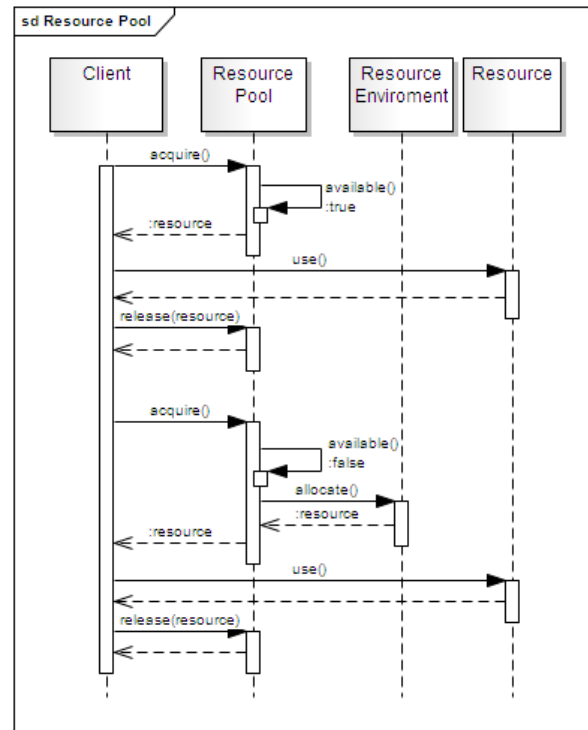 sd Resource Pool
Client
Resource
Pool
Resource
Enviroment
Resource
acquire()
available()
:true
:resource
use()
release(resource)
acquire()
available()
:false
allocate()
:resource
:resource
use()
release(resource)